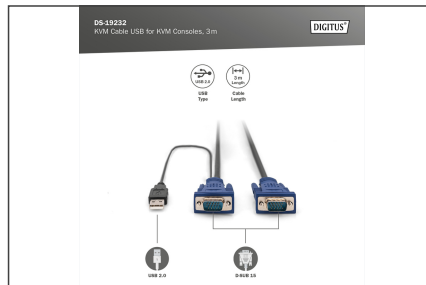 DS-19232
KVM Cable USB for KVM Consoles, 3 m
DIGITUS®
USB 2.0
3 m
Length
USB
Type
Cable
Length
USB 2.0
D-SUB 15